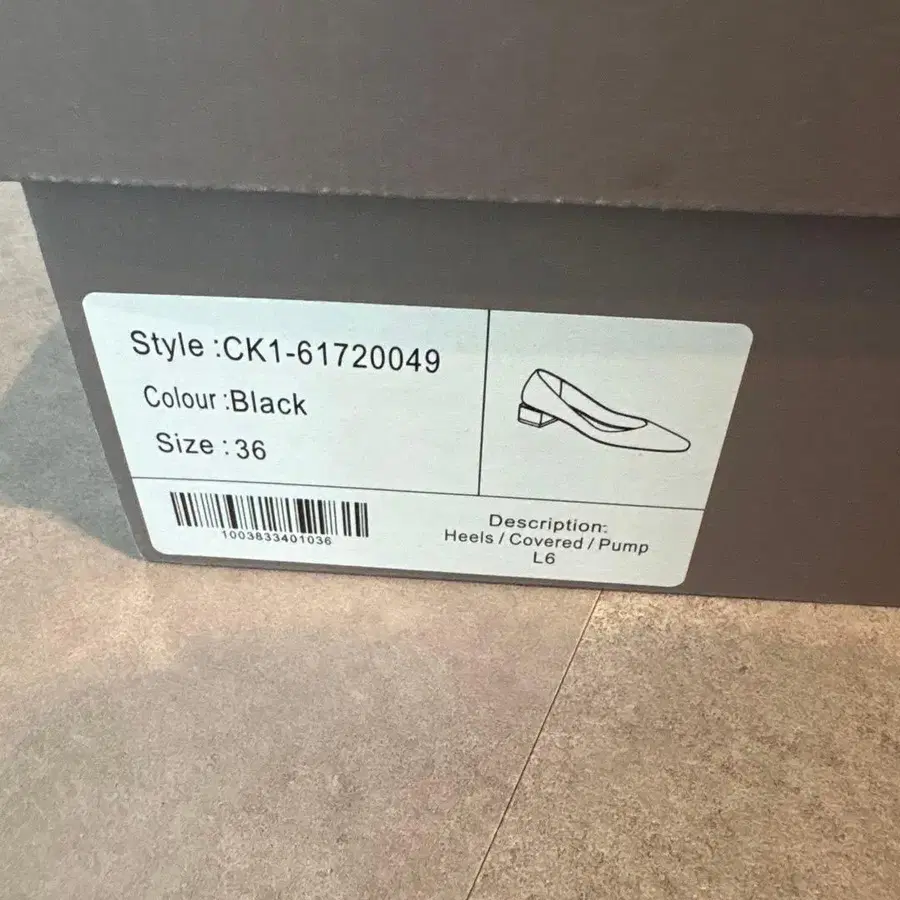 Style :CK1-61720049
Colour :Black
Size : 36
1003833401036
Description:
Heels / Covered / Pump
L6